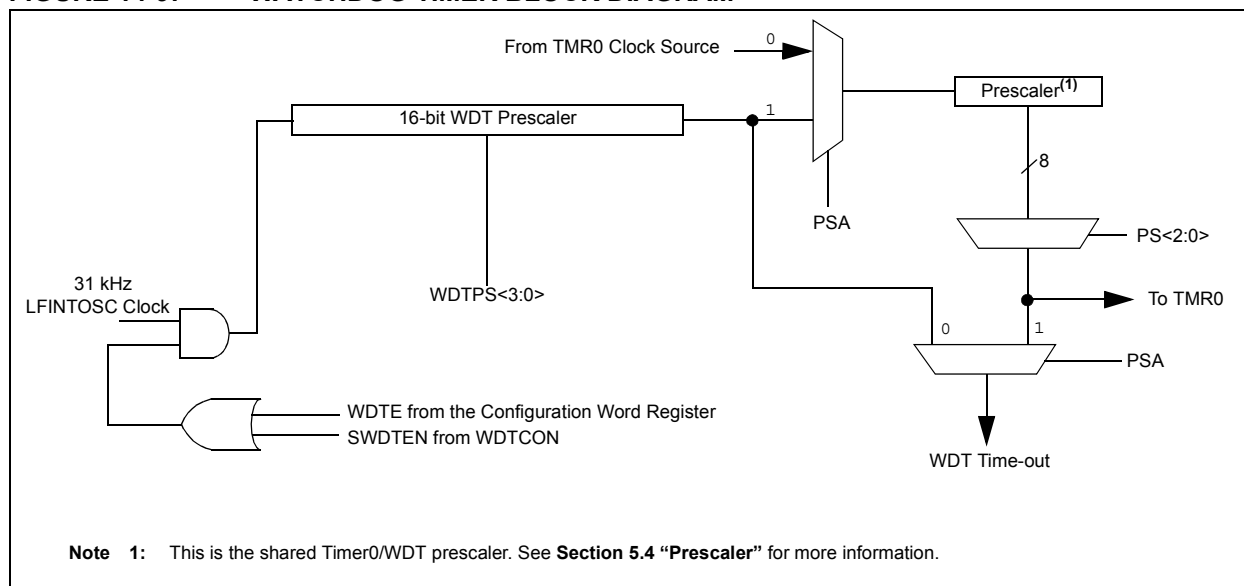 From TMR0 Clock Source
0
Prescaler(1)
16-bit WDT Prescaler
1
8
PSA
PS<2:0>
31 kHz
LFINTOSC Clock
WDTPS<3:0>
To TMR0
0
1
PSA
WDTE from the Configuration Word Register
SWDTEN from WDTCON
WDT Time-out
Note 1: This is the shared Timer0/WDT prescaler. See Section 5.4 “Prescaler” for more information.